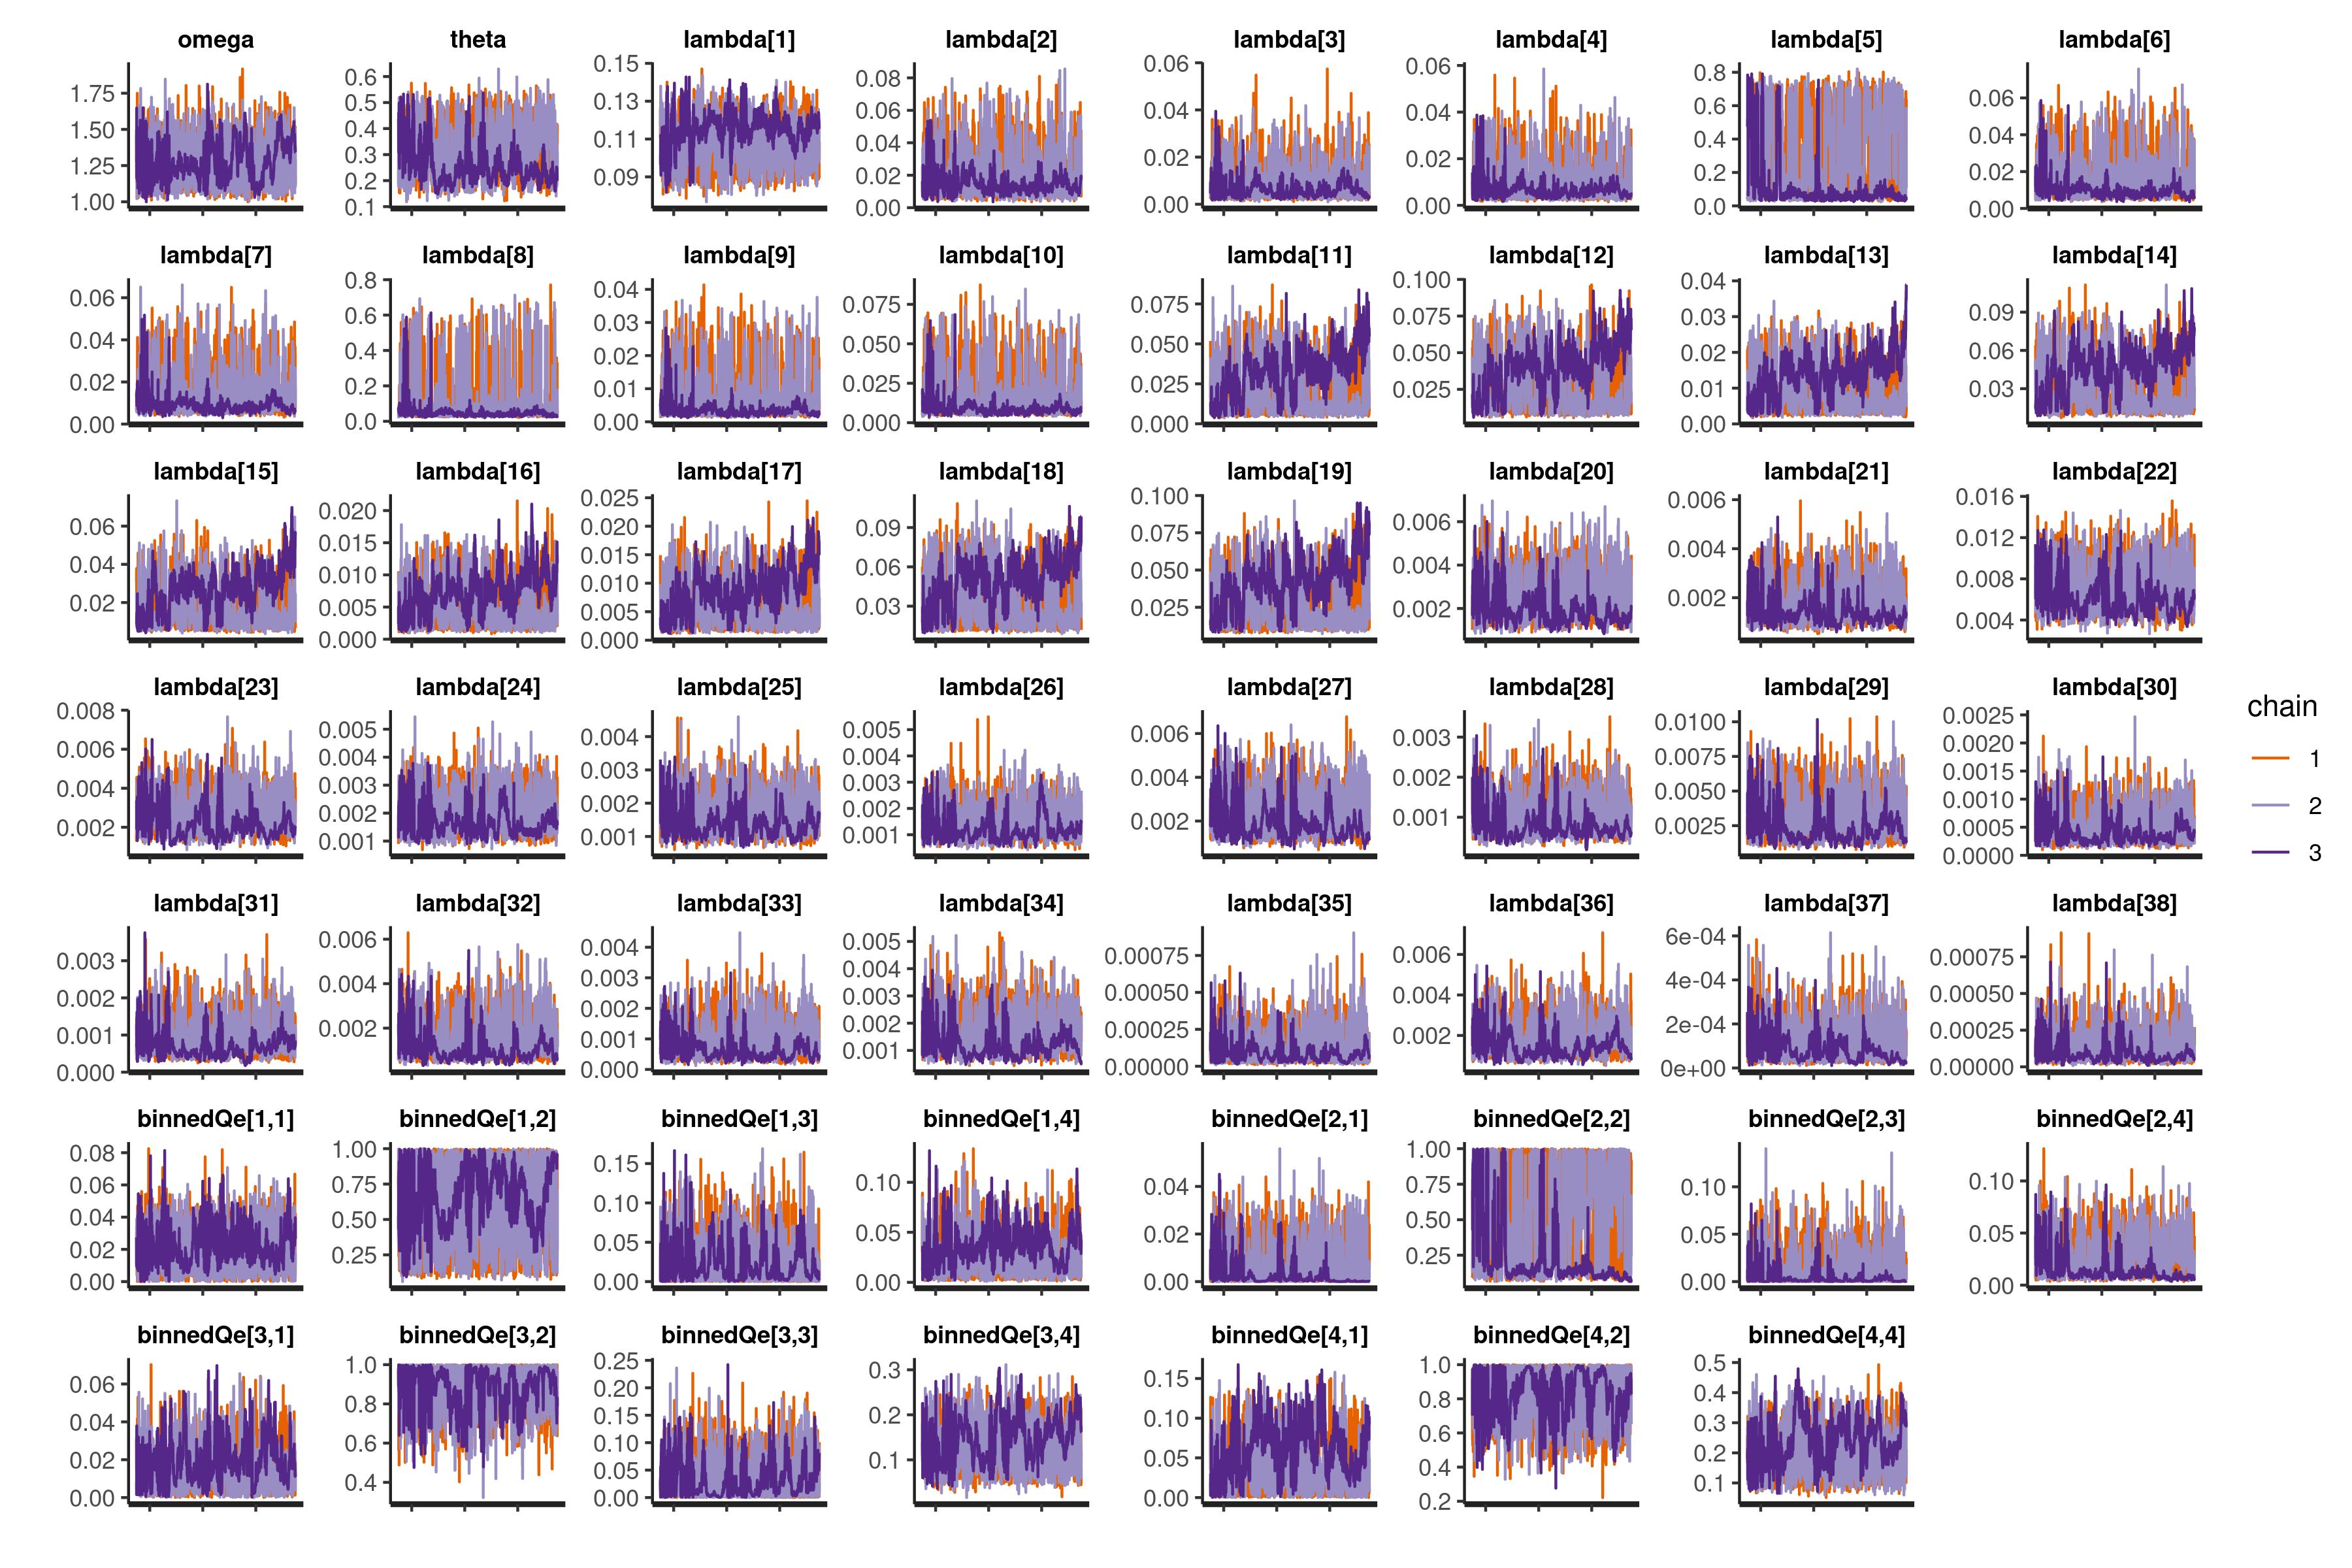 omega theta lambda[1] lambda[2] lambda[3] lambda[4] lambda[5] lambda[6]
1.75 1.50 1.25 1.00
0.6 0.5 0.4 0.3 0.2 0.1
0.15 0.13 0.11 0.09
0.08 0.06 0.04 0.02 0.00
0.06 0.04 0.02 0.00
0.06 0.04 0.02 0.00
0.8 0.6 0.4 0.2 0.0
0.06 0.04 0.02 0.00
lambda[7] lambda[8] lambda[9] lambda[10] lambda[11] lambda[12] lambda[13] lambda[14]
0.06 0.04 0.02 0.00
0.8 0.6 0.4 0.2 0.0
0.04 0.03 0.02 0.01 0.00
0.075 0.050 0.025 0.000
0.075 0.050 0.025 0.000
0.100 0.075 0.050 0.025
0.04 0.03 0.02 0.01 0.00
0.09 0.06 0.03
lambda[15] lambda[16] lambda[17] lambda[18] lambda[19] lambda[20] lambda[21] lambda[22]
0.06 0.04 0.02
0.020 0.015 0.010 0.005 0.000
0.025 0.020 0.015 0.010 0.005 0.000
0.09 0.06 0.03
0.100 0.075 0.050 0.025
0.006 0.004 0.002
0.006 0.004 0.002
0.016 0.012 0.008 0.004
lambda[23] lambda[24] lambda[25] lambda[26] lambda[27] lambda[28] lambda[29] lambda[30]
0.008 0.006 0.004 0.002
0.005 0.004 0.003 0.002 0.001
0.004 0.003 0.002 0.001
0.005 0.004 0.003 0.002 0.001
0.006 0.004 0.002
0.003 0.002 0.001
0.0100 0.0075 0.0050 0.0025
0.0025 0.0020 0.0015 0.0010 0.0005 0.0000
chain
1
2
3
lambda[31] lambda[32] lambda[33] lambda[34] lambda[35] lambda[36] lambda[37] lambda[38]
0.003 0.002 0.001 0.000
0.006 0.004 0.002
0.004 0.003 0.002 0.001 0.000
0.005 0.004 0.003 0.002 0.001
0.00075 0.00050 0.00025 0.00000
0.006 0.004 0.002
6e-04 4e-04 2e-04 0e+00
0.00075 0.00050 0.00025 0.00000
binnedQe[1,1] binnedQe[1,2] binnedQe[1,3] binnedQe[1,4] binnedQe[2,1] binnedQe[2,2] binnedQe[2,3] binnedQe[2,4]
0.08 0.06 0.04 0.02 0.00
1.00 0.75 0.50 0.25
0.15 0.10 0.05 0.00
0.10 0.05 0.00
0.04 0.02 0.00
1.00 0.75 0.50 0.25
0.10 0.05 0.00
0.10 0.05 0.00
binnedQe[3,1] binnedQe[3,2] binnedQe[3,3] binnedQe[3,4] binnedQe[4,1] binnedQe[4,2] binnedQe[4,4]
0.06 0.04 0.02 0.00
1.0 0.8 0.6 0.4
0.25 0.20 0.15 0.10 0.05 0.00
0.3 0.2 0.1
0.15 0.10 0.05 0.00
1.0 0.8 0.6 0.4 0.2
0.5 0.4 0.3 0.2 0.1